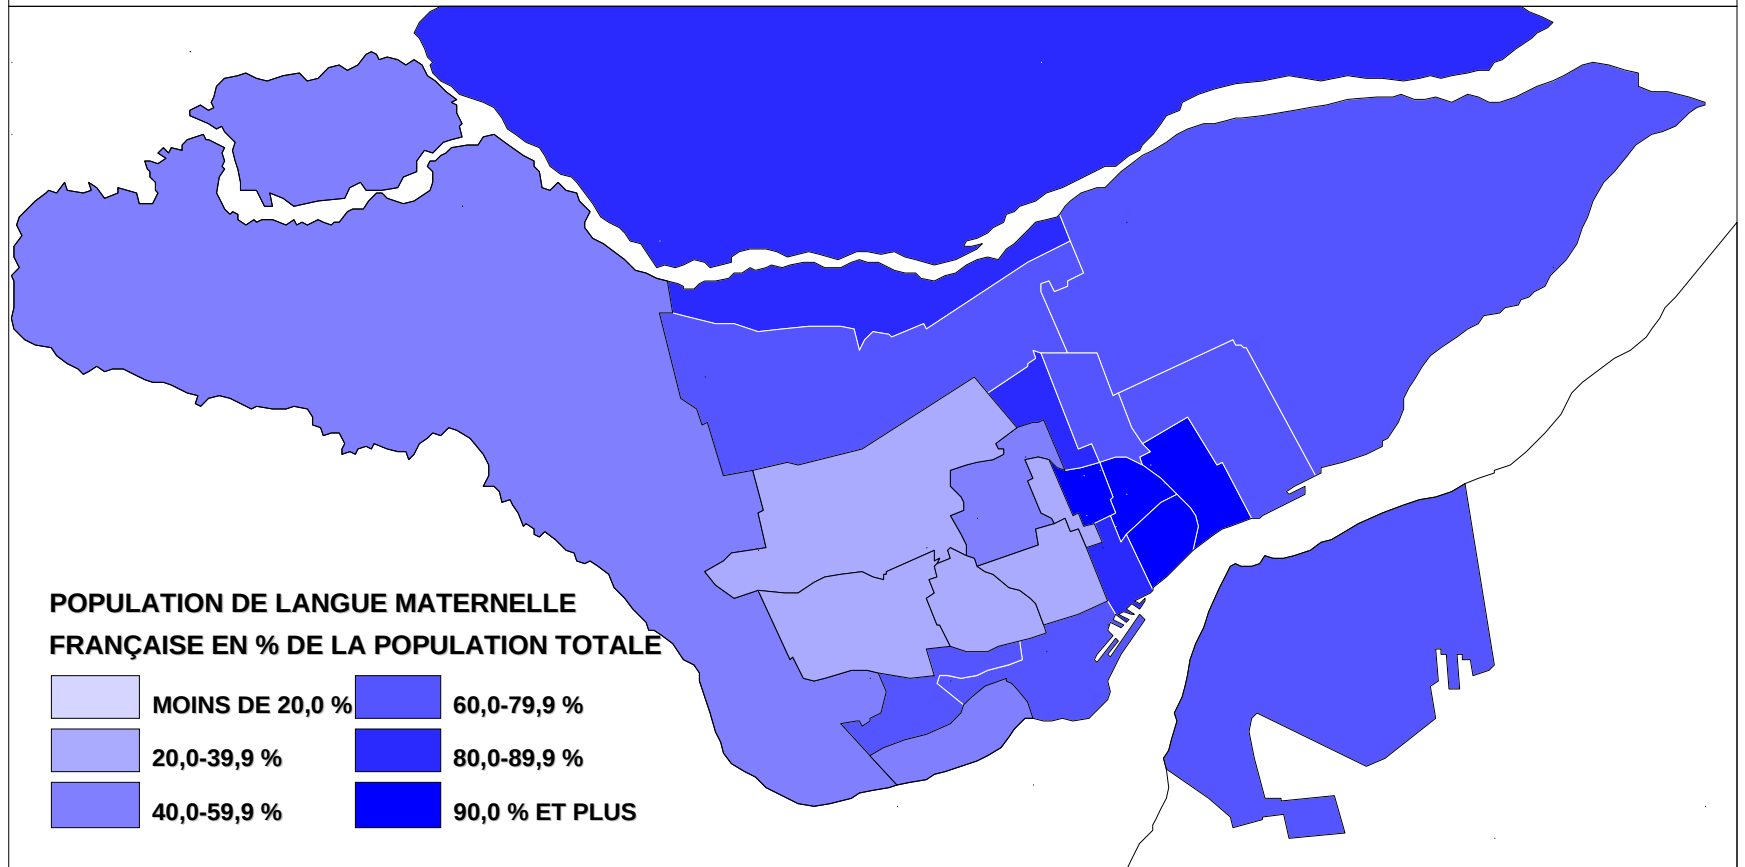 POPULATION DE LANGUE MATERNELLE
FRANÇAISE EN % DE LA POPULATION TOTALE
MOINS DE 20,0 %
20,0-39,9 %
40,0-59,9 %
60,0-79,9 %
80,0-89,9 %
90,0 % ET PLUS